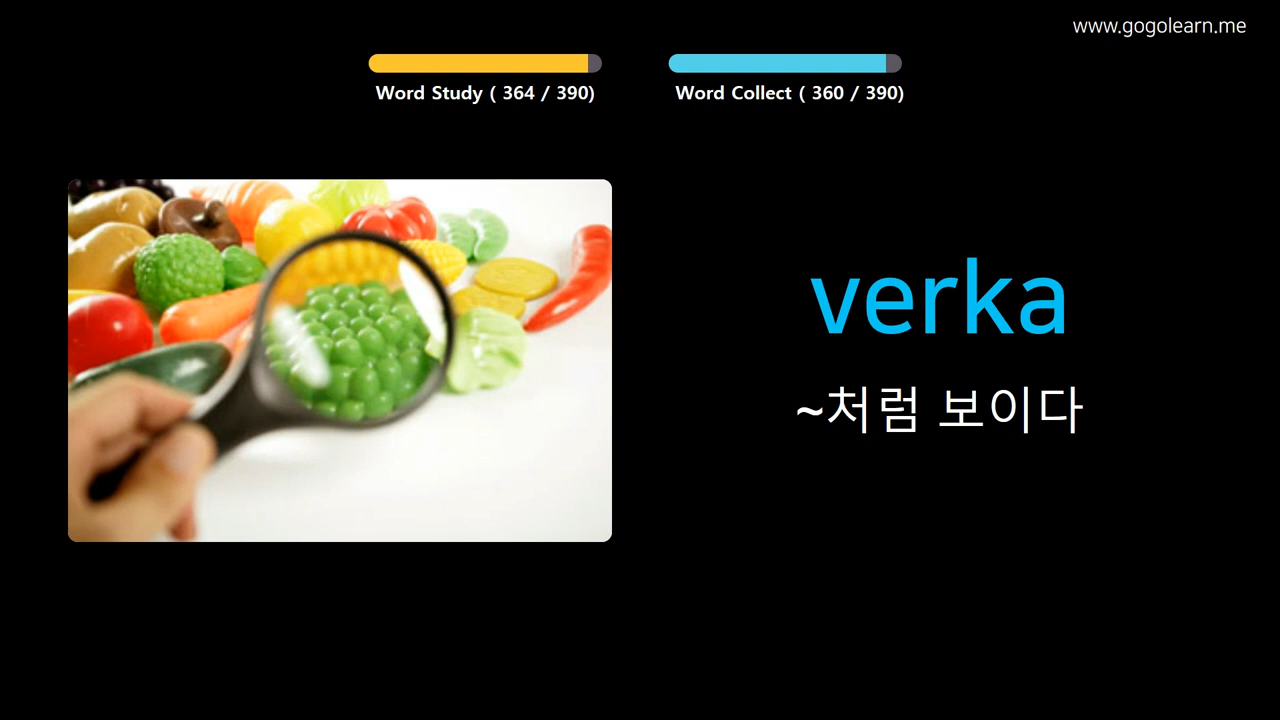 www.gogolearn.me
Word Study ( 364 / 390)
Word Collect ( 360 / 390)
verka
~처럼 보이다